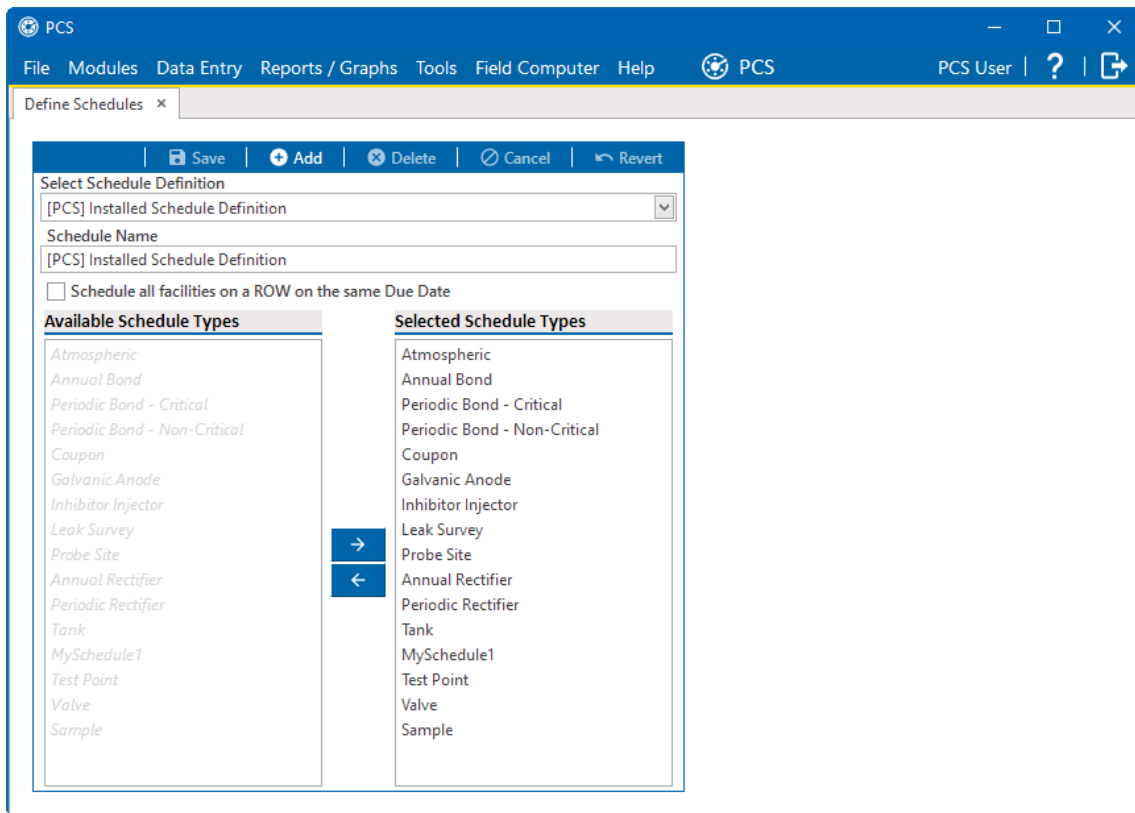 PCS
File Modules Data Entry Reports / Graphs Tools Field Computer Help PCS PCS User | ? |
Define Schedules ×
| Save | Add | Delete | Cancel | Revert
Select Schedule Definition
[PCS] Installed Schedule Definition
Schedule Name
[PCS] Installed Schedule Definition
Schedule all facilities on a ROW on the same Due Date
Available Schedule Types
Atmospheric
Annual Bond
Periodic Bond - Critical
Periodic Bond - Non-Critical
Coupon
Galvanic Anode
Inhibitor Injector
Leak Survey
Probe Site
Annual Rectifier
Periodic Rectifier
Tank
MySchedule1
Test Point
Valve
Sample
Selected Schedule Types
Atmospheric
Annual Bond
Periodic Bond - Critical
Periodic Bond - Non-Critical
Coupon
Galvanic Anode
Inhibitor Injector
Leak Survey
Probe Site
Annual Rectifier
Periodic Rectifier
Tank
MySchedule1
Test Point
Valve
Sample